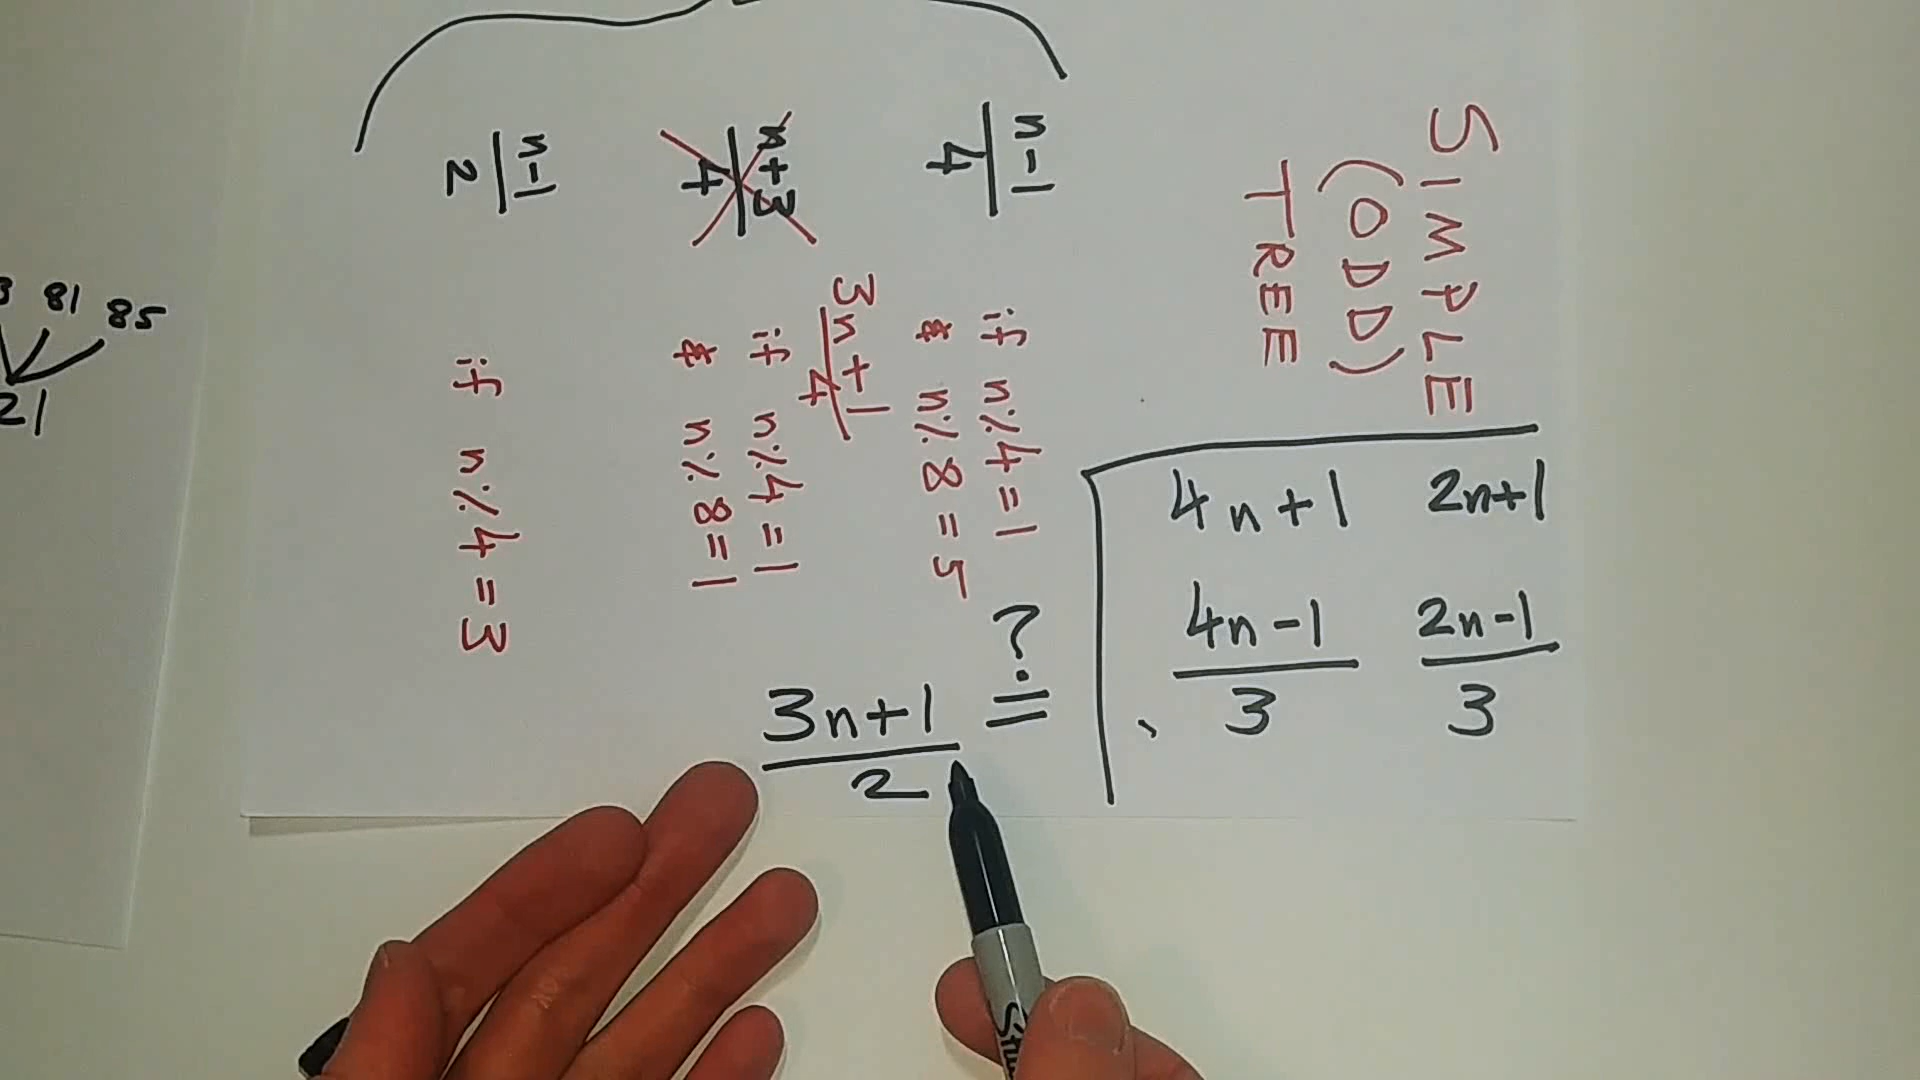 SIMPLE
(ODD)
TREE
n-1
4
if n%4=1
& n%8=5
n+3
4
3n+1
4
if n%4=1
& n%8=1
n-1
2
if n%4=3
4n+1 2n+1
4n-1 2n-1
3 3
?
=
3n+1
2
81 85
21